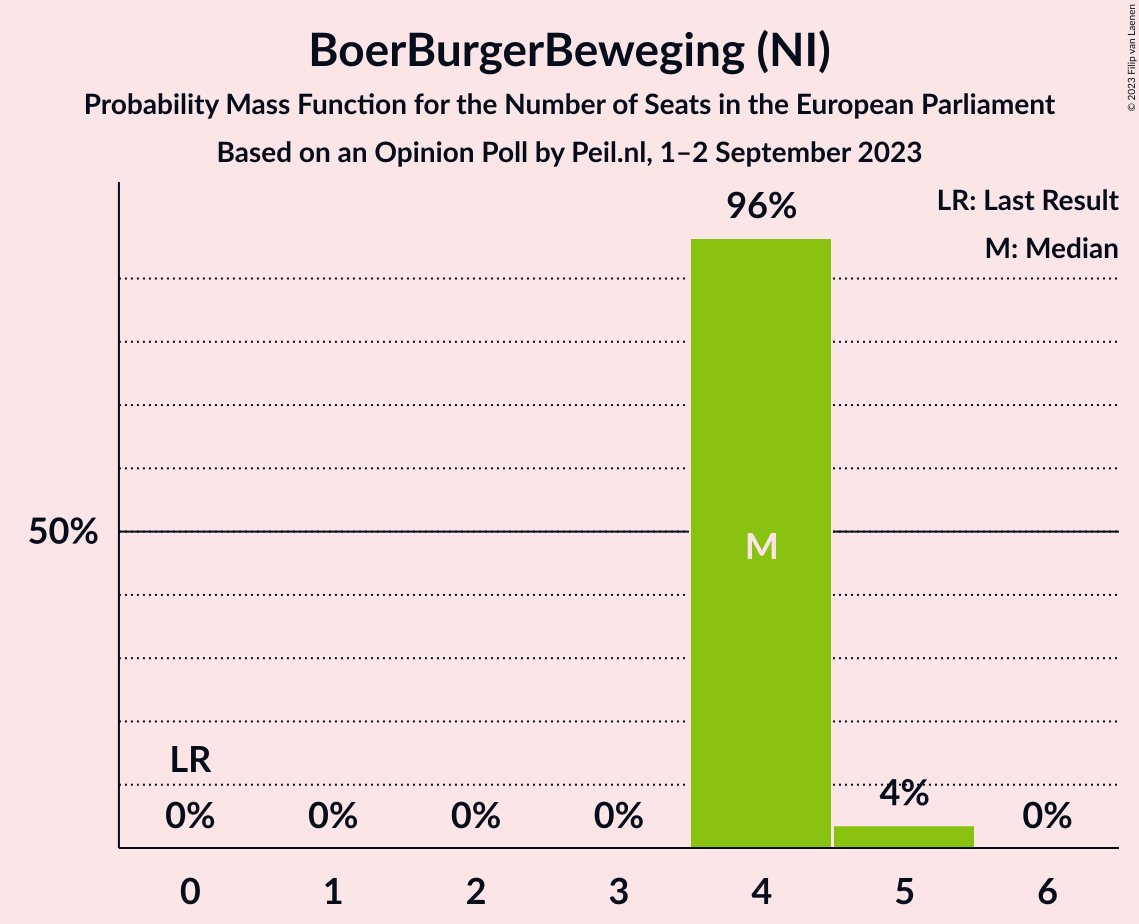 BoerBurgerBeweging (NI)
Probability Mass Function for the Number of Seats in the European Parliament
Based on an Opinion Poll by Peil.nl, 1–2 September 2023
© 2023 Filip van Laenen
LR: Last Result
M: Median
96%
50%
M
LR
0%
0%
0%
0%
4%
0%
0
1
2
3
4
5
6